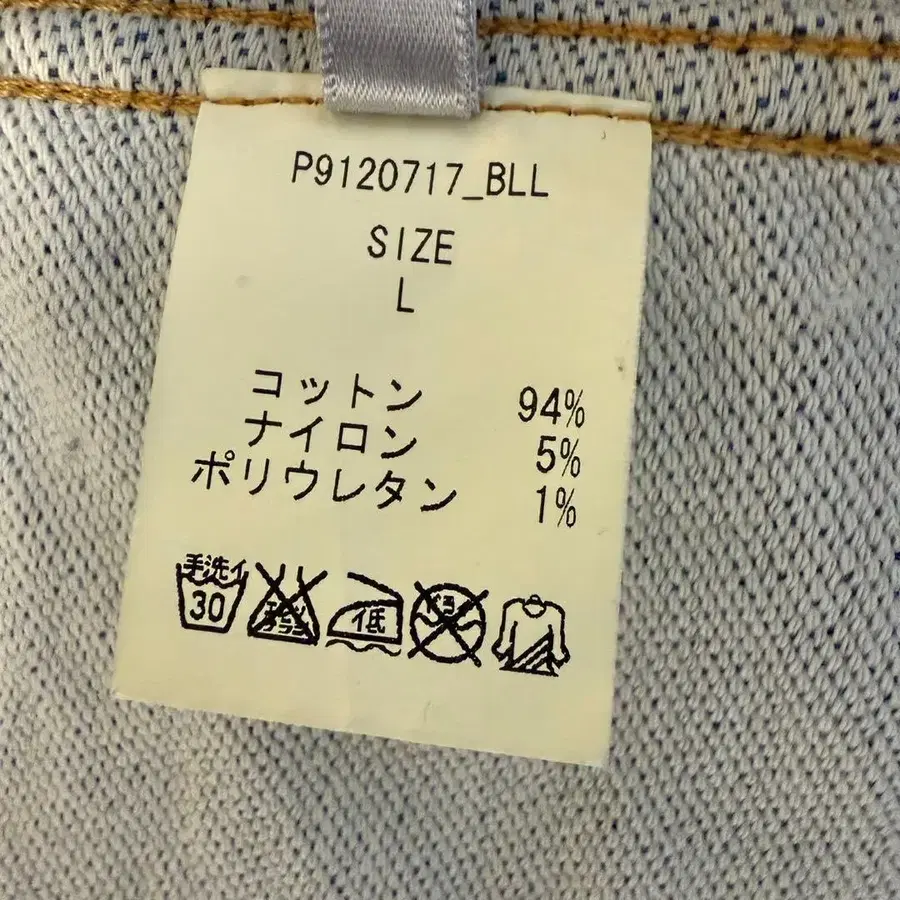 P9120717_BLL
SIZE
L
コットン 94%
ナイロン 5%
ポリウレタン 1%
手洗イ
30
低